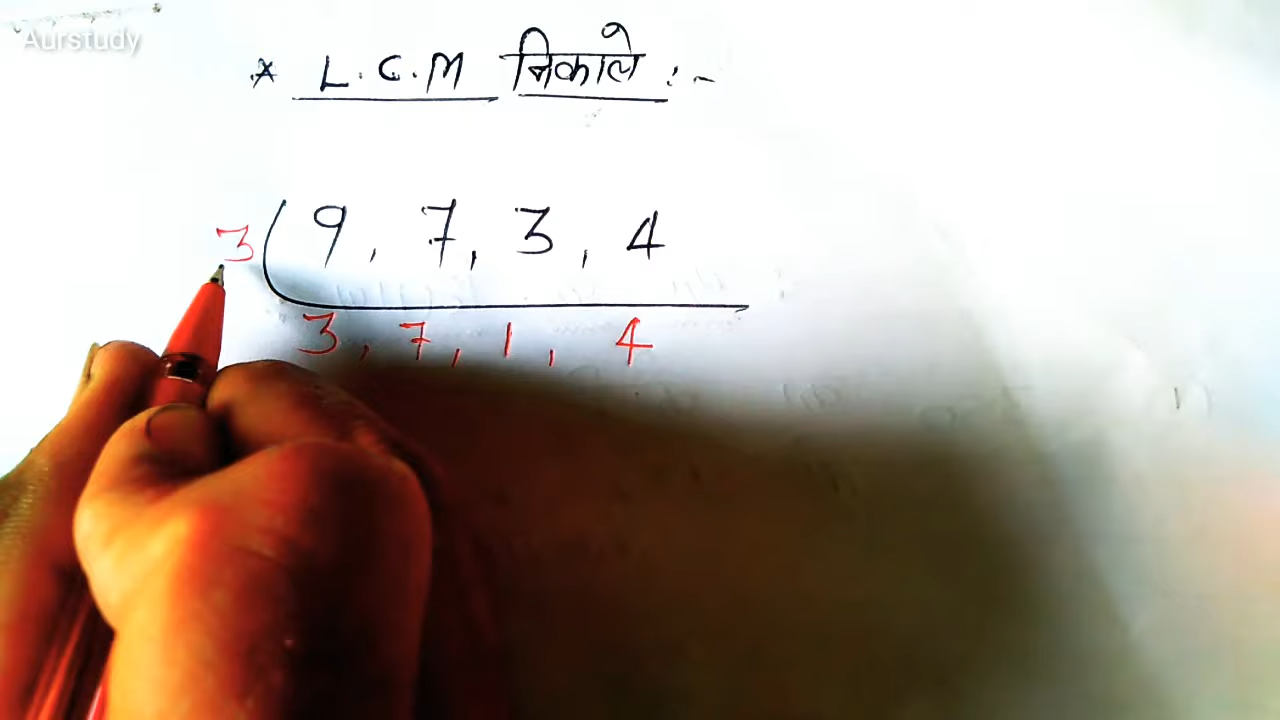 Aurstudy
* L.C.M निकाले :-
3 ( 9, 7, 3, 4
3, 7, 1, 4